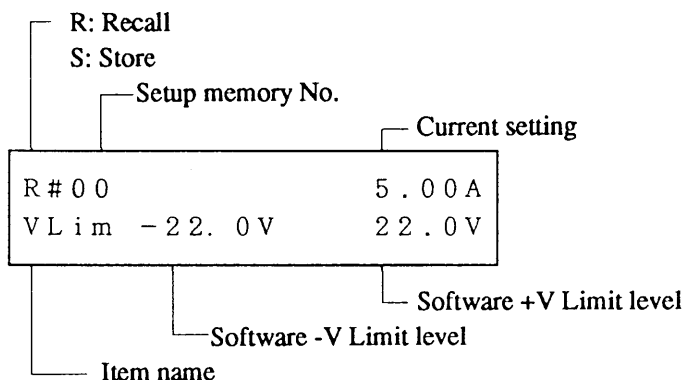 R: Recall
S: Store
Setup memory No.
Current setting
R#00 5.00A
VLim -22.0V 22.0V
Software +V Limit level
Software -V Limit level
Item name